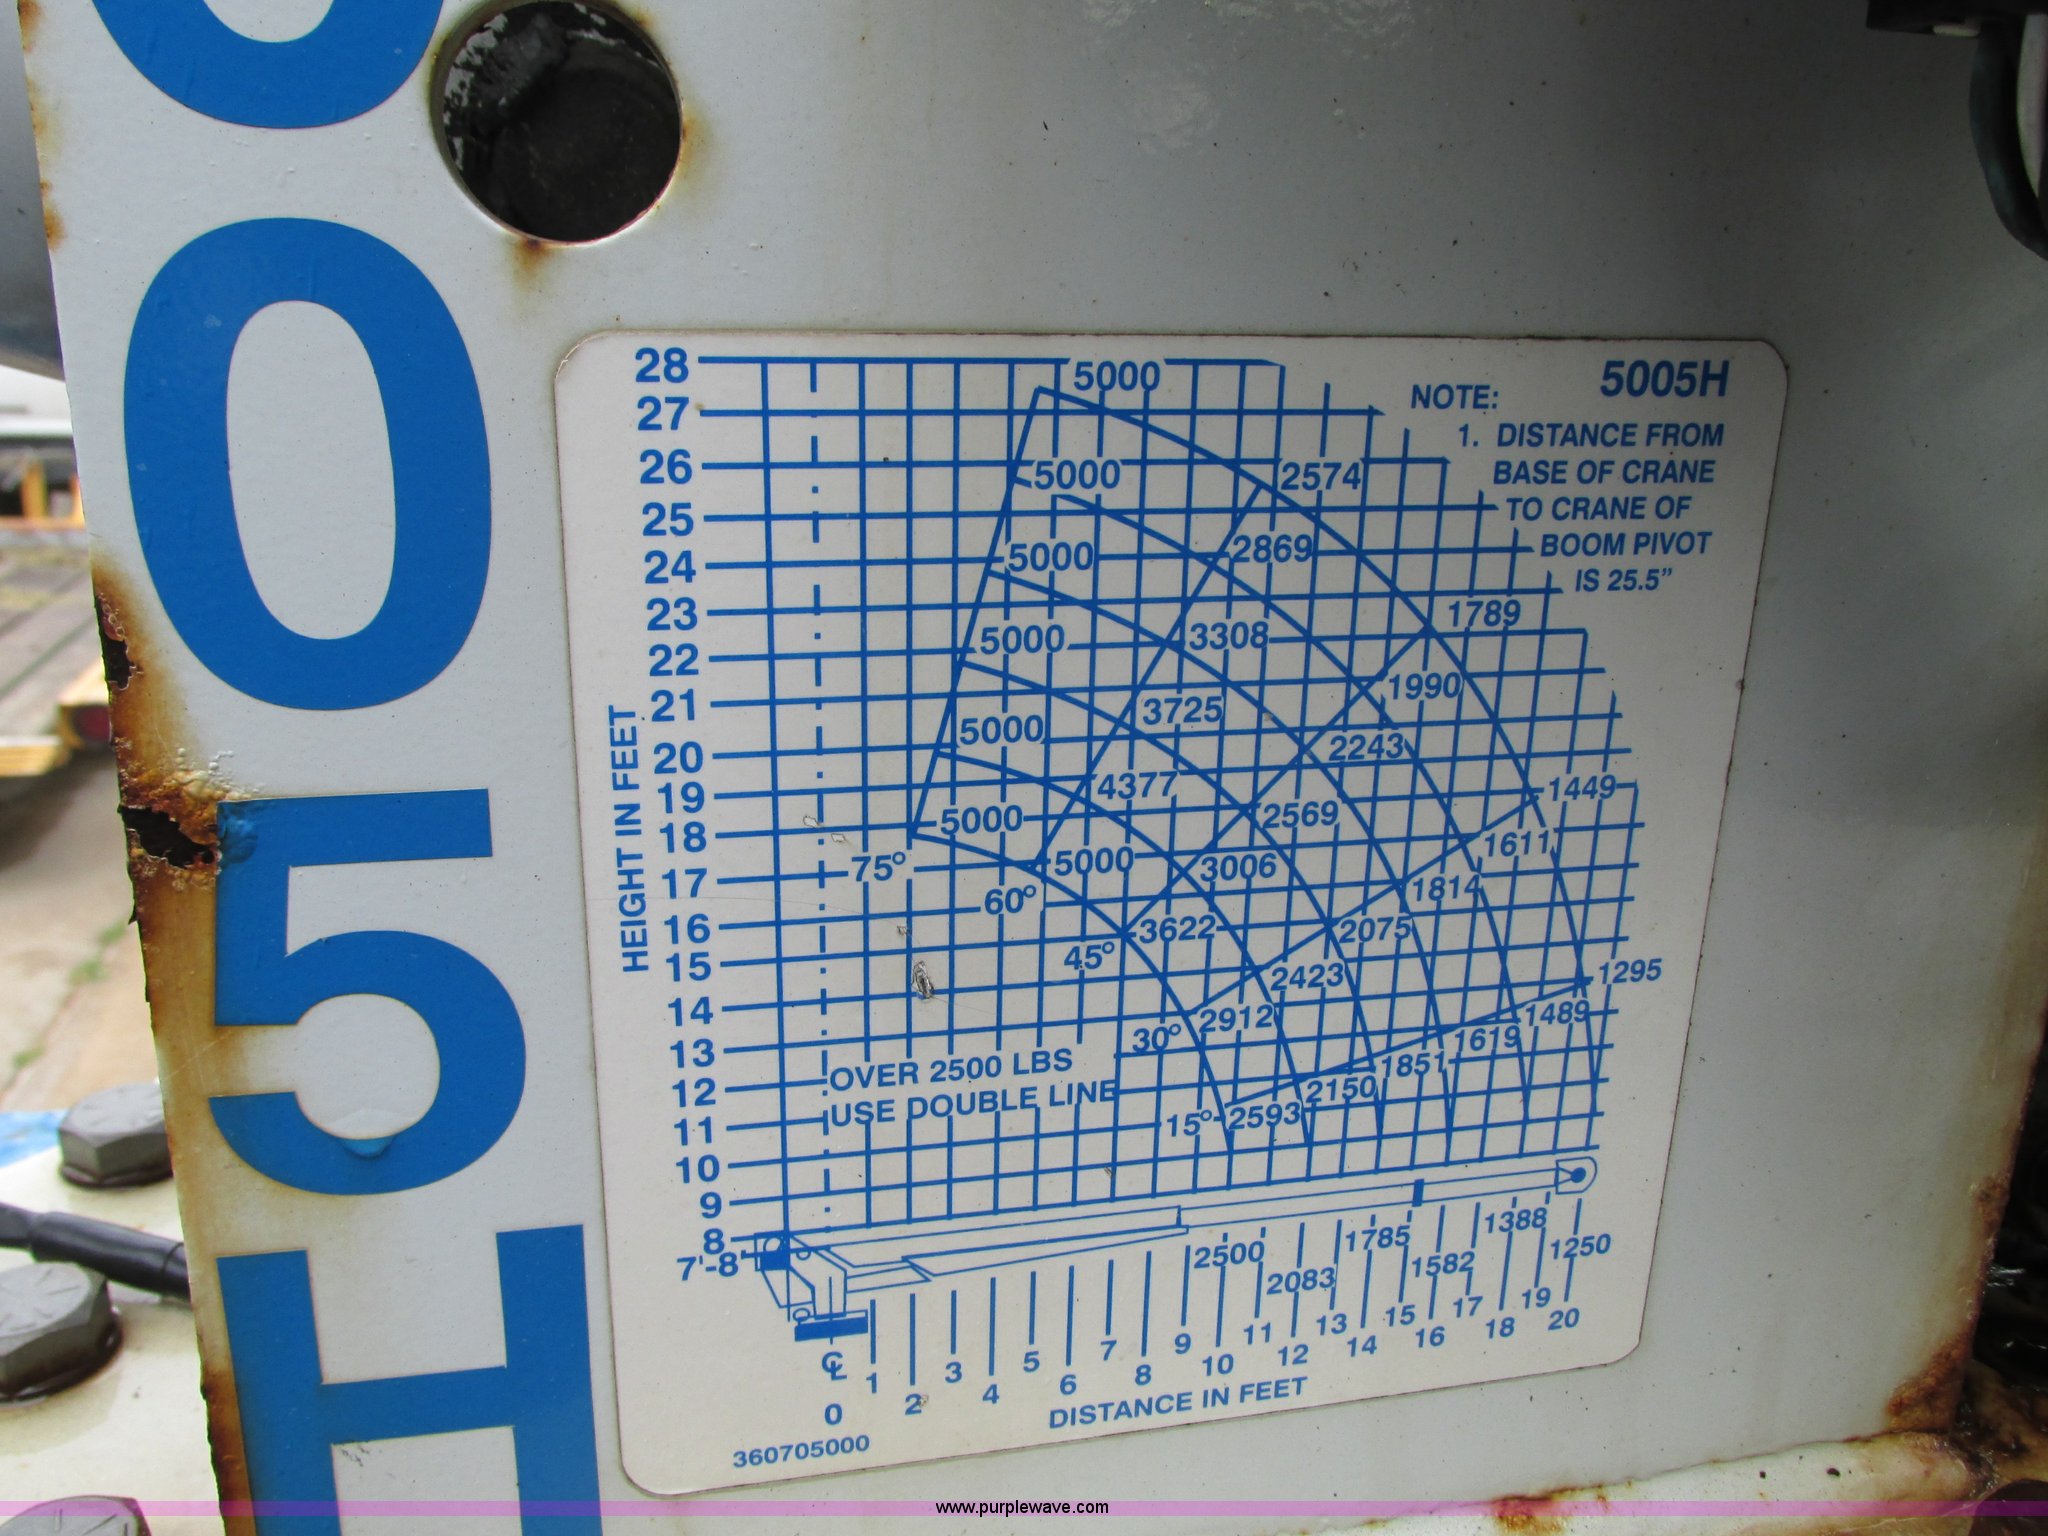 005H
5005H
NOTE:
1. DISTANCE FROM
BASE OF CRANE
TO CRANE OF
BOOM PIVOT
IS 25.5”
HEIGHT IN FEET
28
27
26
25
24
23
22
21
20
19
18
17
16
15
14
13
12
11
10
9
8
7'-8"
5000
5000 2574
5000 2869
5000 3308 1789
5000 3725 1990
5000 4377 2243 1449
75° 5000 2569 1611
60° 3006 1814
45° 3622 2075
30° 2912 2423 1295
15° 2593 2150 1851 1619 1489
OVER 2500 LBS
USE DOUBLE LINE
2500 2083 1785 1582 1388 1250
℄ 0 1 2 3 4 5 6 7 8 9 10 11 12 13 14 15 16 17 18 19 20
DISTANCE IN FEET
360705000
www.purplewave.com